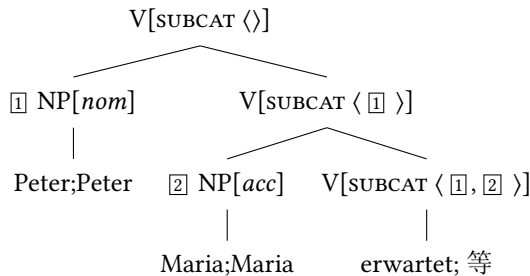 V[SUBCAT ⟨⟩]
1 NP[nom] V[SUBCAT ⟨ 1 ⟩]
Peter;Peter 2 NP[acc] V[SUBCAT ⟨ 1, 2 ⟩]
Maria;Maria erwartet; 等